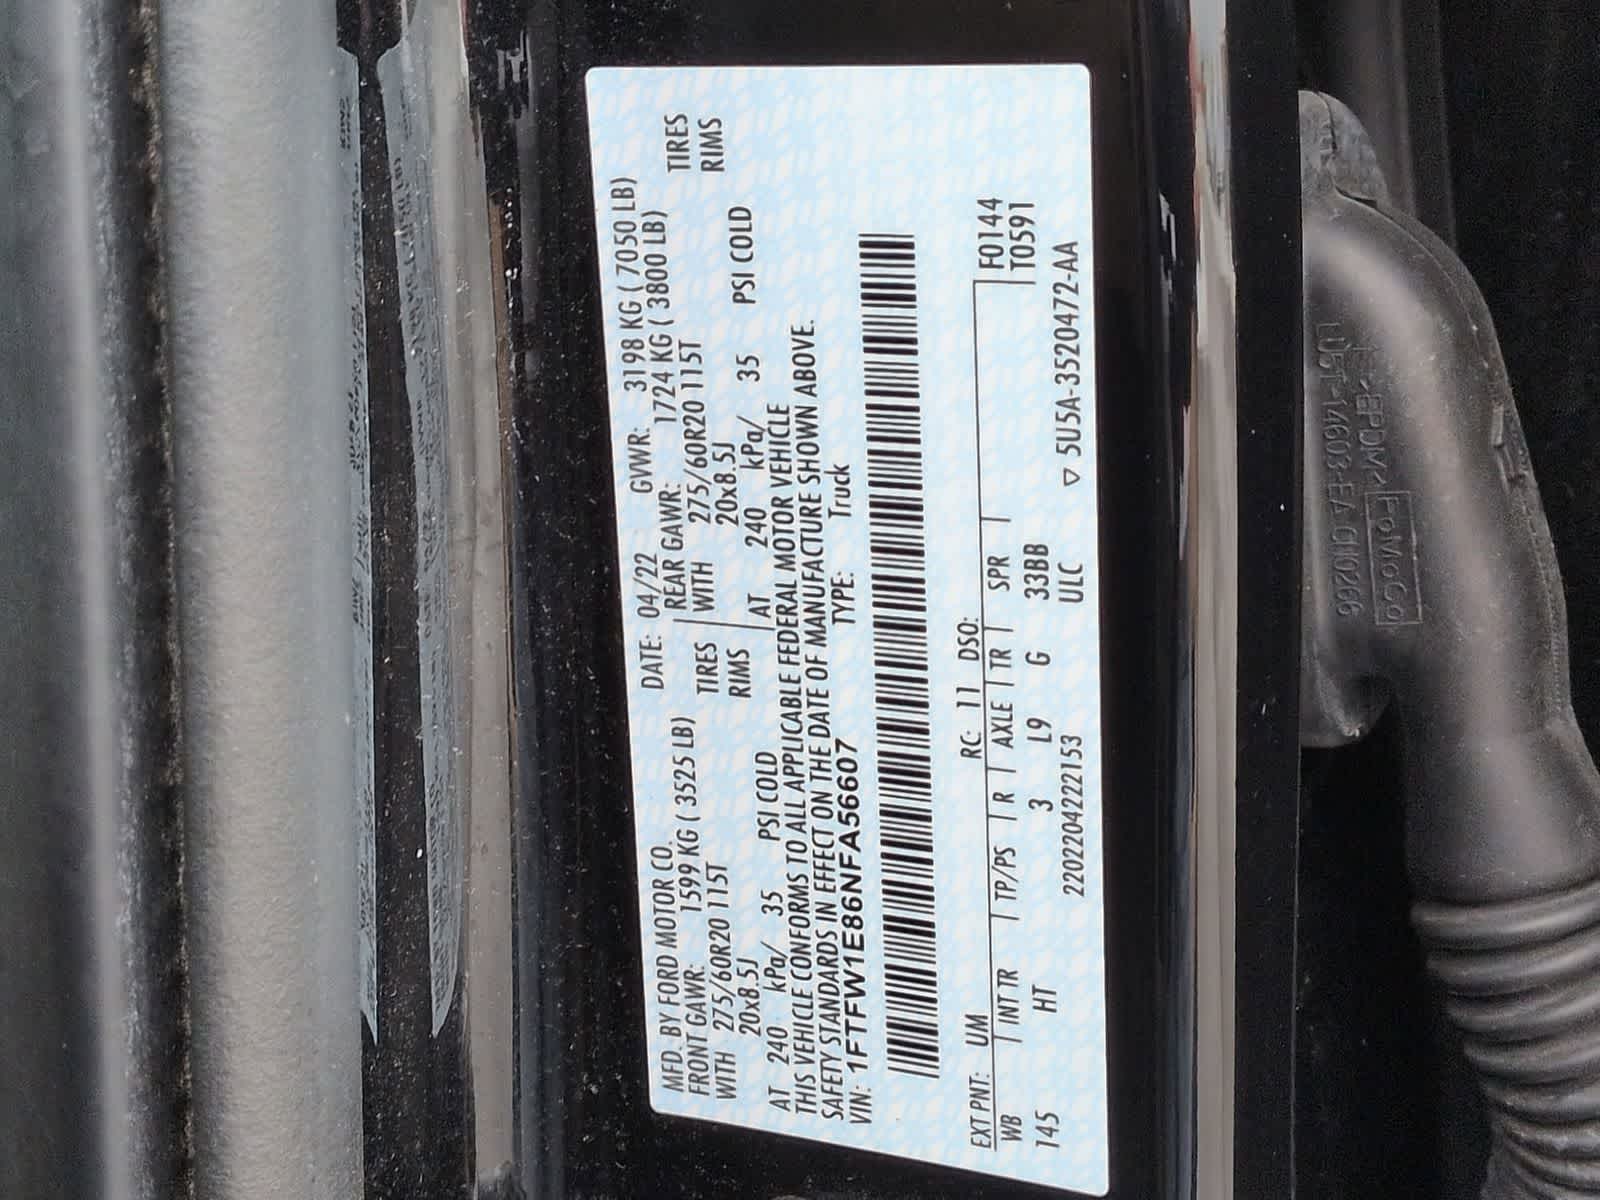 MFD. BY FORD MOTOR CO.
DATE: 04/22 GVWR: 3198 KG ( 7050 LB)
FRONT GAWR: 1599 KG ( 3525 LB)
REAR GAWR: 1724 KG ( 3800 LB)
WITH 275/60R20 115T TIRES
WITH 275/60R20 115T TIRES
20x8.5J RIMS
20x8.5J RIMS
AT 240 kPa/ 35 PSI COLD
AT 240 kPa/ 35 PSI COLD
THIS VEHICLE CONFORMS TO ALL APPLICABLE FEDERAL MOTOR VEHICLE
SAFETY STANDARDS IN EFFECT ON THE DATE OF MANUFACTURE SHOWN ABOVE.
VIN: 1FTFW1E86NFA56607 TYPE: Truck
F0144
T0591
EXT PNT: UM RC: 11 DSO:
WB INT TR TP/PS R AXLE TR SPR
145 HT 3 L9 G 33BB
220220422153 ULC ▽ 5U5A-3520472-AA
FoMoCo